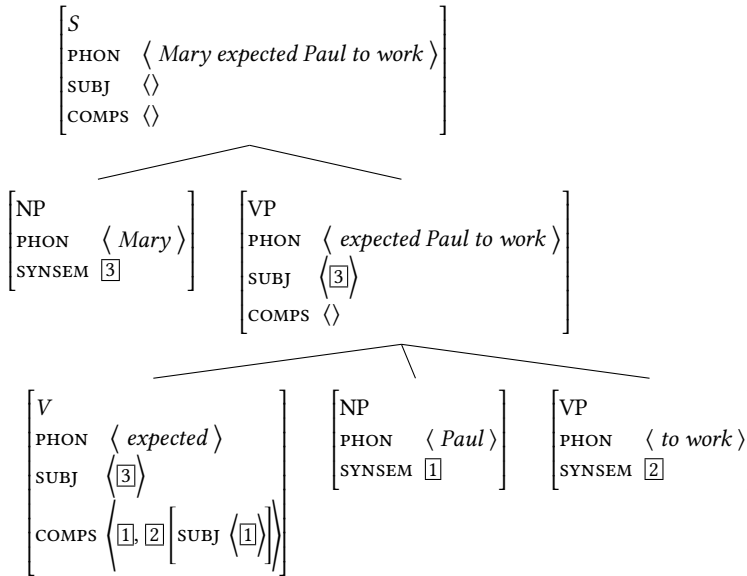 S
PHON ⟨ Mary expected Paul to work ⟩
SUBJ ⟨⟩
COMPS ⟨⟩
NP
PHON ⟨ Mary ⟩
SYNSEM 3
VP
PHON ⟨ expected Paul to work ⟩
SUBJ ⟨3⟩
COMPS ⟨⟩
V
PHON ⟨ expected ⟩
SUBJ ⟨3⟩
COMPS ⟨1, 2 [SUBJ ⟨1⟩]⟩
NP
PHON ⟨ Paul ⟩
SYNSEM 1
VP
PHON ⟨ to work ⟩
SYNSEM 2